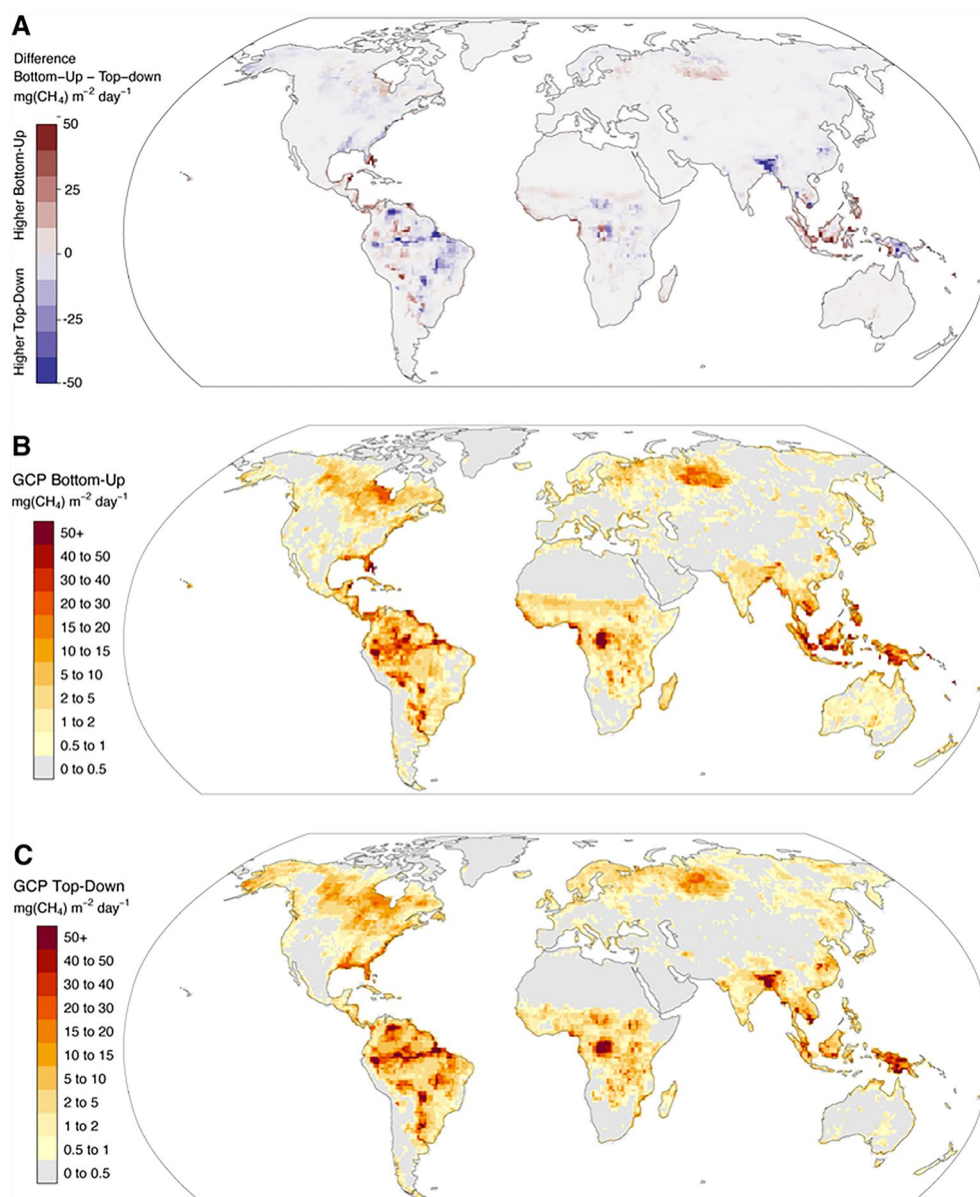 A
Difference
Bottom-Up – Top-down
mg(CH₄) m⁻² day⁻¹
Higher Bottom-Up
Higher Top-Down
50
25
0
-25
-50
B
GCP Bottom-Up
mg(CH₄) m⁻² day⁻¹
50+
40 to 50
30 to 40
20 to 30
15 to 20
10 to 15
5 to 10
2 to 5
1 to 2
0.5 to 1
0 to 0.5
C
GCP Top-Down
mg(CH₄) m⁻² day⁻¹
50+
40 to 50
30 to 40
20 to 30
15 to 20
10 to 15
5 to 10
2 to 5
1 to 2
0.5 to 1
0 to 0.5